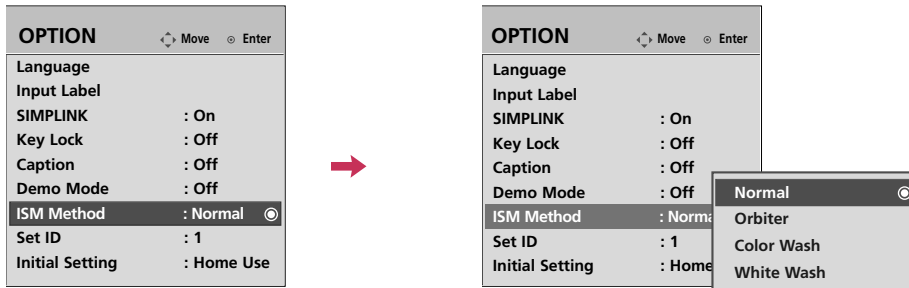 OPTION Move Enter
Language
Input Label
SIMPLINK : On
Key Lock : Off
Caption : Off
Demo Mode : Off
ISM Method : Normal
Set ID : 1
Initial Setting : Home Use
OPTION Move Enter
Language
Input Label
SIMPLINK : On
Key Lock : Off
Caption : Off
Demo Mode : Off
ISM Method : Norma
Set ID : 1
Initial Setting : Home
Normal
Orbiter
Color Wash
White Wash